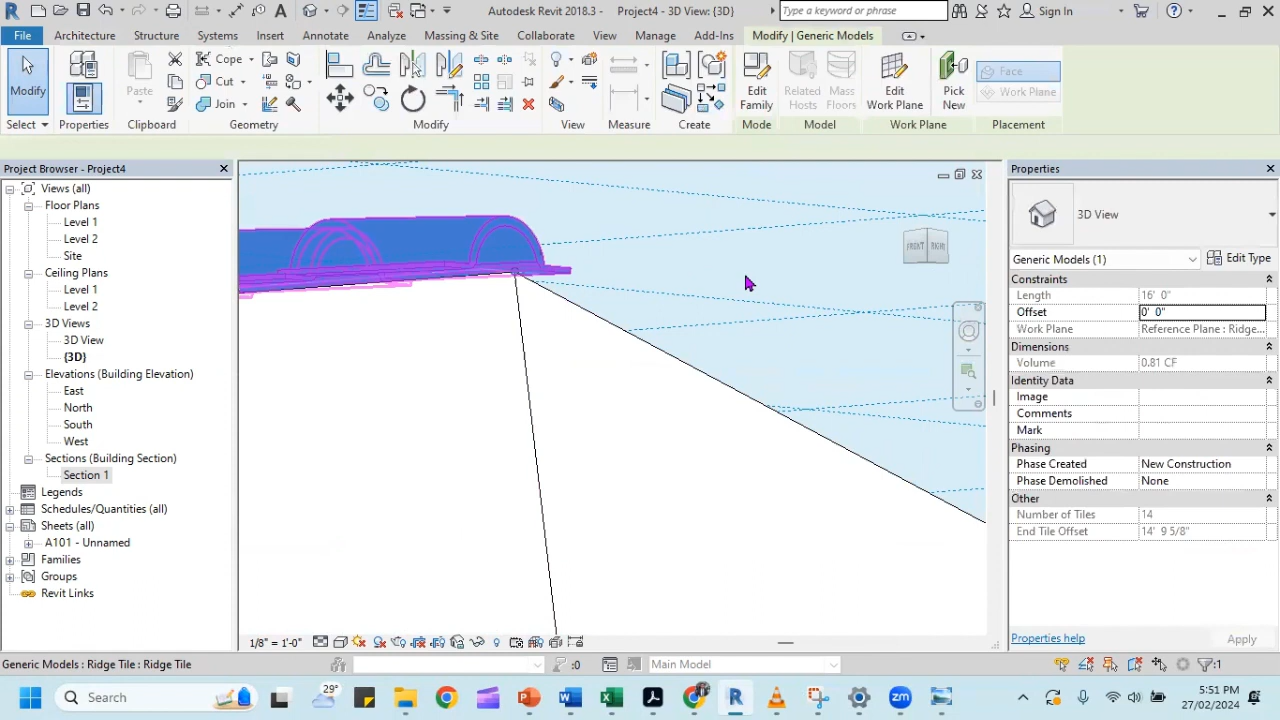 Autodesk Revit 2018.3 - Project4 - 3D View: {3D}
Type a keyword or phrase
Sign In
File Architecture Structure Systems Insert Annotate Analyze Massing & Site Collaborate View Manage Add-Ins Modify | Generic Models
Modify
Paste
Cope
Cut
Join
Edit Family
Related Hosts
Mass Floors
Edit Work Plane
Pick New
Face
Work Plane
Select Properties Clipboard Geometry Modify View Measure Create Mode Model Work Plane Placement
Project Browser - Project4
Views (all)
Floor Plans
Level 1
Level 2
Site
Ceiling Plans
Level 1
Level 2
3D Views
3D View
{3D}
Elevations (Building Elevation)
East
North
South
West
Sections (Building Section)
Section 1
Legends
Schedules/Quantities (all)
Sheets (all)
A101 - Unnamed
Families
Groups
Revit Links
FRONT RIGHT
Properties
3D View
Generic Models (1)
Edit Type
Constraints
Length 16' 0"
Offset 0' 0"
Work Plane Reference Plane : Ridge...
Dimensions
Volume 0.81 CF
Identity Data
Image
Comments
Mark
Phasing
Phase Created New Construction
Phase Demolished None
Other
Number of Tiles 14
End Tile Offset 14' 9 5/8"
Properties help
Apply
1/8" = 1'-0"
Generic Models : Ridge Tile : Ridge Tile
:0
Main Model
:1
Search
29°
5:51 PM
27/02/2024